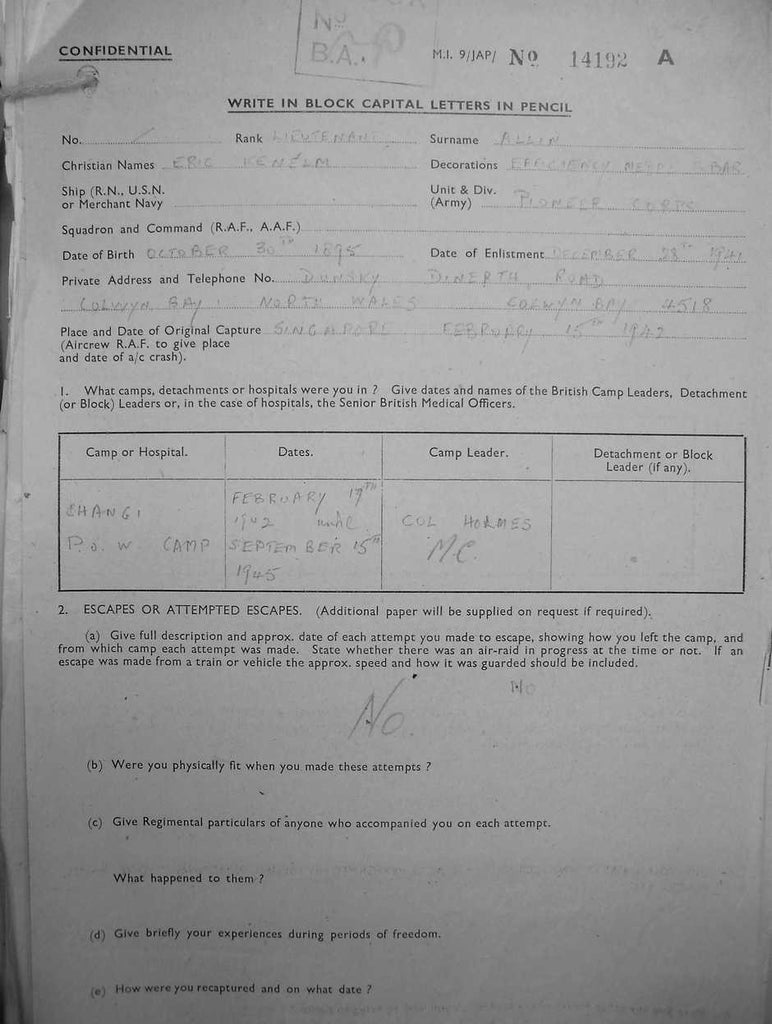 No.
B.A.
CONFIDENTIAL
M.I. 9/JAP/ No 14192 A
WRITE IN BLOCK CAPITAL LETTERS IN PENCIL
No. Rank LIEUTENANT Surname ALLIN
Christian Names ERIC KENELM Decorations EFFICIENCY MEDAL BAR
Ship (R.N., U.S.N. Unit & Div.
or Merchant Navy (Army) PIONEER CORPS
Squadron and Command (R.A.F., A.A.F.)
Date of Birth OCTOBER 30TH 1895 Date of Enlistment DECEMBER 23TH 1941
Private Address and Telephone No. DUNSKY DINERTH ROAD
COLWYN BAY NORTH WALES COLWYN BAY 4518
Place and Date of Original Capture SINGAPORE FEBRUARY 15TH 1942
(Aircrew R.A.F. to give place
and date of a/c crash).
1. What camps, detachments or hospitals were you in ? Give dates and names of the British Camp Leaders, Detachment
(or Block) Leaders or, in the case of hospitals, the Senior British Medical Officers.
Camp or Hospital. Dates. Camp Leader. Detachment or Block
Leader (if any).
FEBRUARY 17TH
CHANGI 1942 until COL HOLMES
P.O.W CAMP SEPTEMBER 15TH MC.
1945
2. ESCAPES OR ATTEMPTED ESCAPES. (Additional paper will be supplied on request if required).
(a) Give full description and approx. date of each attempt you made to escape, showing how you left the camp, and
from which camp each attempt was made. State whether there was an air-raid in progress at the time or not. If an
escape was made from a train or vehicle the approx. speed and how it was guarded should be included.
No
No.
(b) Were you physically fit when you made these attempts ?
(c) Give Regimental particulars of anyone who accompanied you on each attempt.
What happened to them ?
(d) Give briefly your experiences during periods of freedom.
(e) How were you recaptured and on what date ?